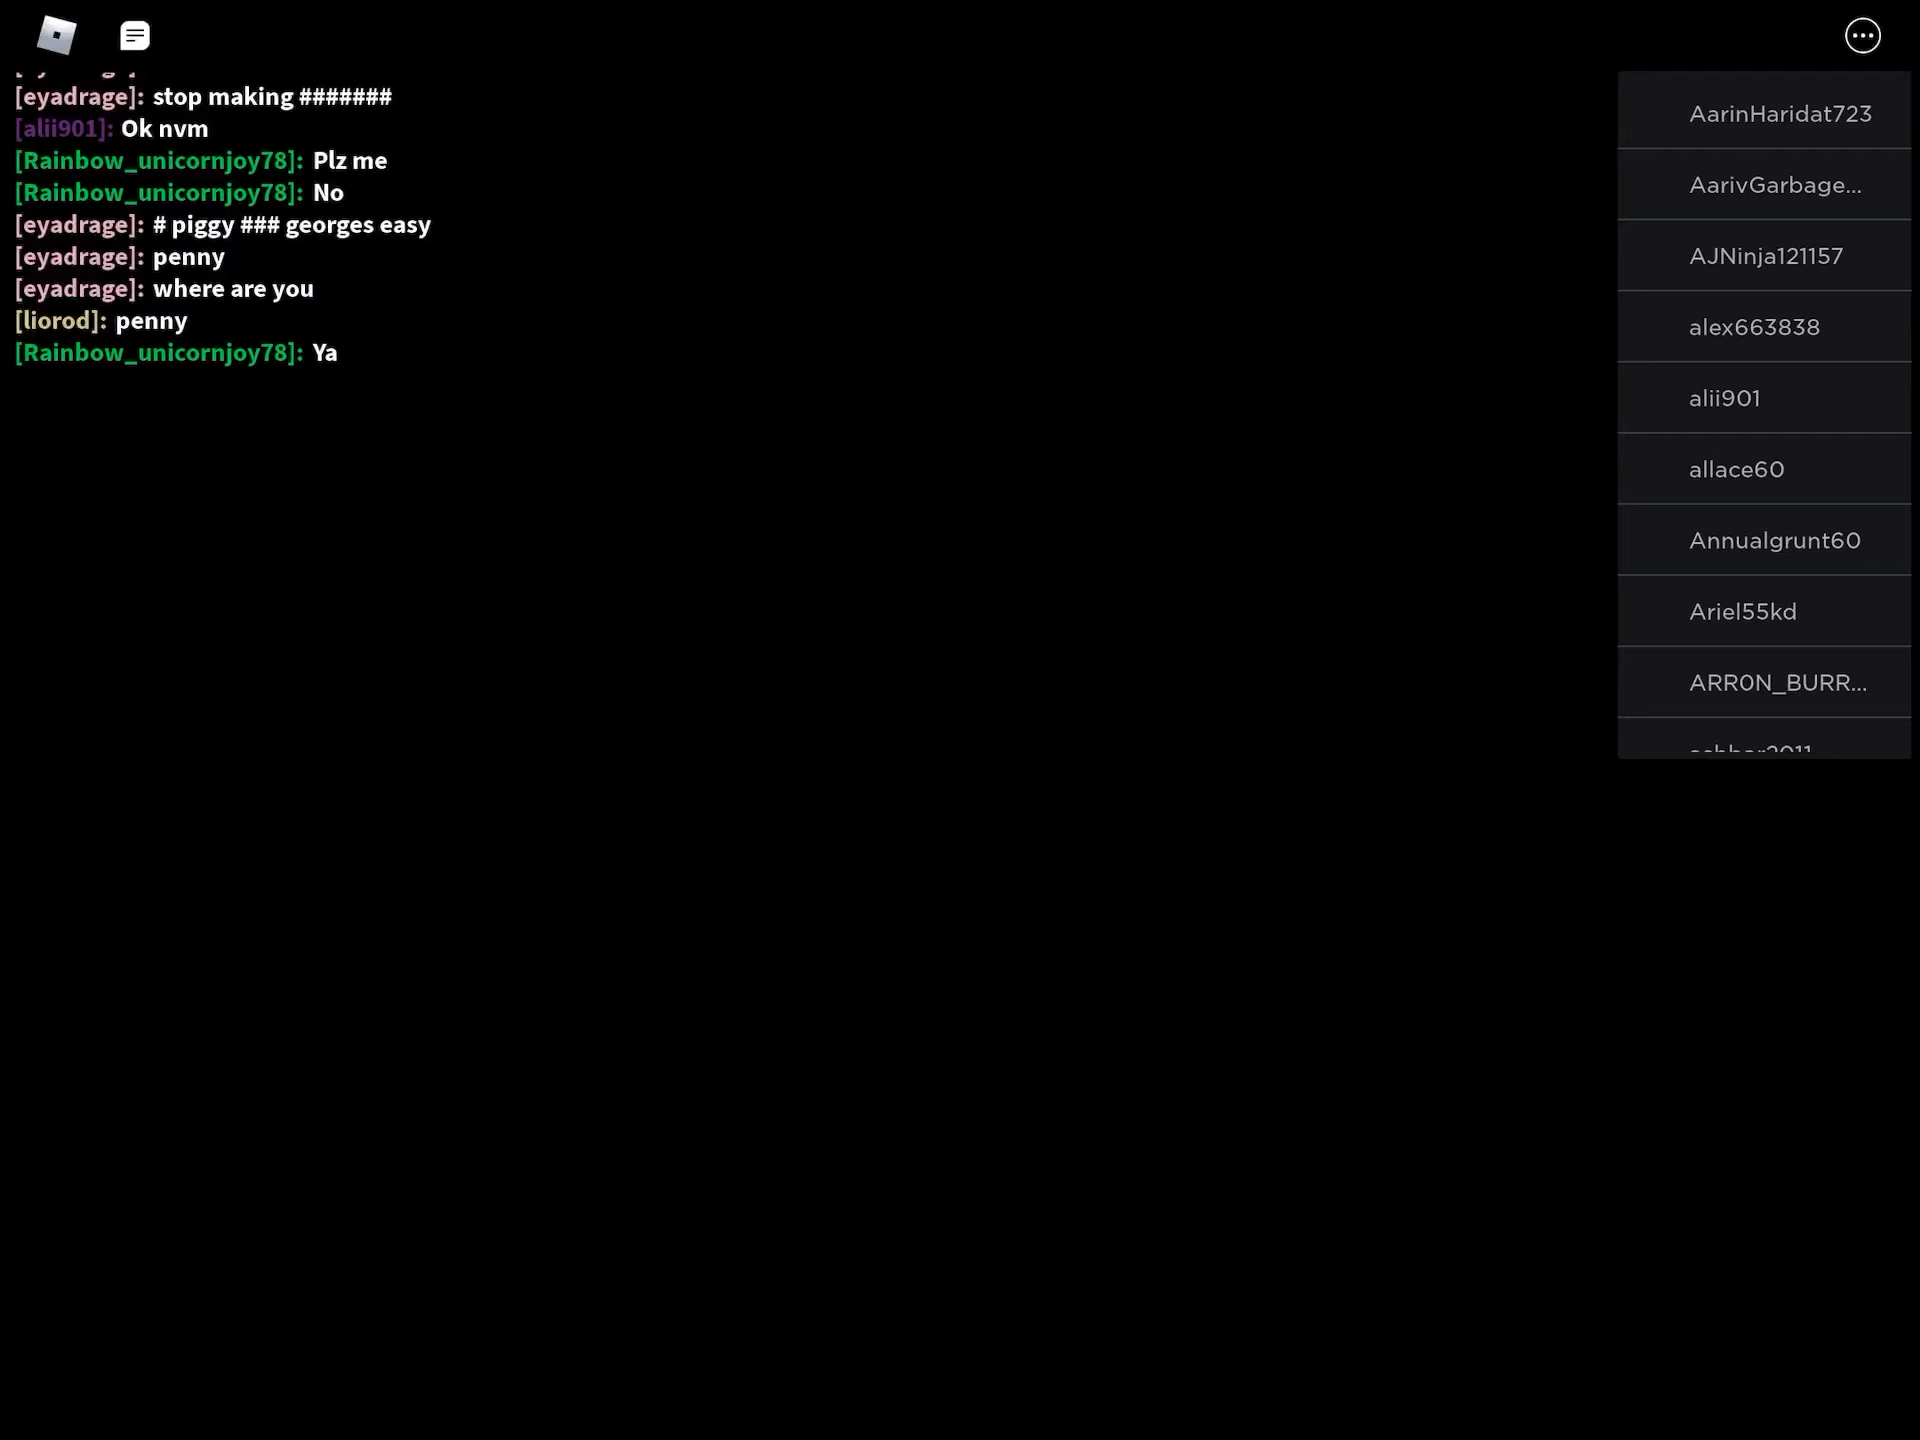 [eyadrage]: stop making #######
[alii901]: Ok nvm
[Rainbow_unicornjoy78]: Plz me
[Rainbow_unicornjoy78]: No
[eyadrage]: # piggy ### georges easy
[eyadrage]: penny
[eyadrage]: where are you
[liorod]: penny
[Rainbow_unicornjoy78]: Ya
AarinHaridat723
AarivGarbage...
AJNinja121157
alex663838
alii901
allace60
Annualgrunt60
Ariel55kd
ARR0N_BURR...